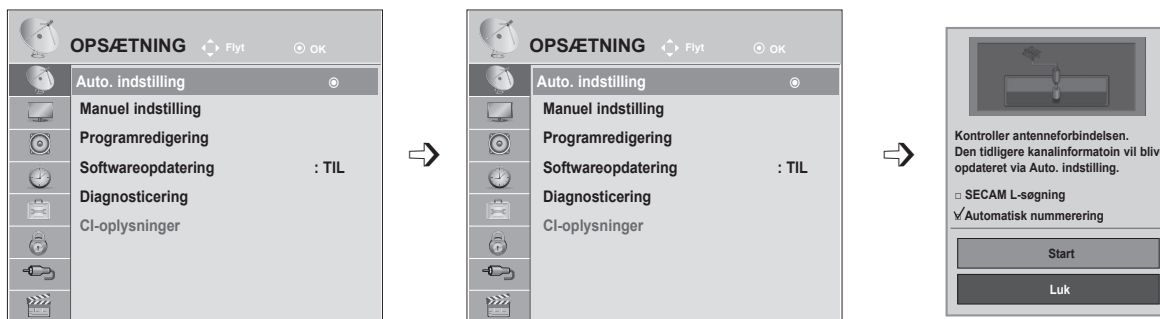 OPSÆTNING Flyt OK
Auto. indstilling
Manuel indstilling
Programredigering
Softwareopdatering : TIL
Diagnosticering
CI-oplysninger
OPSÆTNING Flyt OK
Auto. indstilling
Manuel indstilling
Programredigering
Softwareopdatering : TIL
Diagnosticering
CI-oplysninger
Kontroller antenneforbindelsen.
Den tidligere kanalinformatoin vil bliv
opdateret via Auto. indstilling.
SECAM L-søgning
Automatisk nummerering
Start
Luk